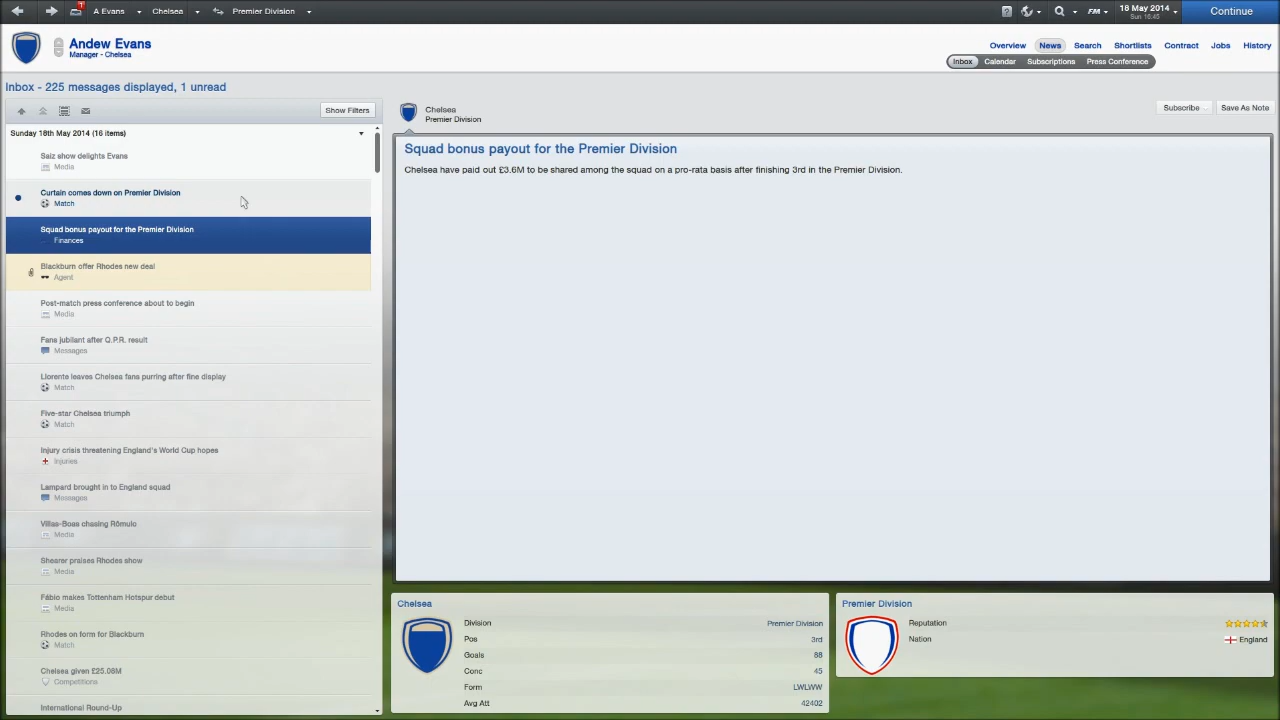 1
A Evans
Chelsea
Premier Division
?
FM
18 May 2014
Sun 16:45
Continue
Andew Evans
Manager - Chelsea
Overview
News
Search
Shortlists
Contract
Jobs
History
Inbox
Calendar
Subscriptions
Press Conference
Inbox - 225 messages displayed, 1 unread
Show Filters
Sunday 18th May 2014 (16 items)
Saiz show delights Evans
Media
Curtain comes down on Premier Division
Match
Squad bonus payout for the Premier Division
Finances
Blackburn offer Rhodes new deal
Agent
Post-match press conference about to begin
Media
Fans jubilant after Q.P.R. result
Messages
Llorente leaves Chelsea fans purring after fine display
Match
Five-star Chelsea triumph
Match
Injury crisis threatening England's World Cup hopes
Injuries
Lampard brought in to England squad
Messages
Villas-Boas chasing Rômulo
Media
Shearer praises Rhodes show
Media
Fábio makes Tottenham Hotspur debut
Media
Rhodes on form for Blackburn
Match
Chelsea given £25.08M
Competitions
International Round-Up
Chelsea
Premier Division
Subscribe
Save As Note
Squad bonus payout for the Premier Division
Chelsea have paid out £3.6M to be shared among the squad on a pro-rata basis after finishing 3rd in the Premier Division.
Chelsea
Division Premier Division
Pos 3rd
Goals 88
Conc 45
Form LWLWW
Avg Att 42402
Premier Division
Reputation
Nation England